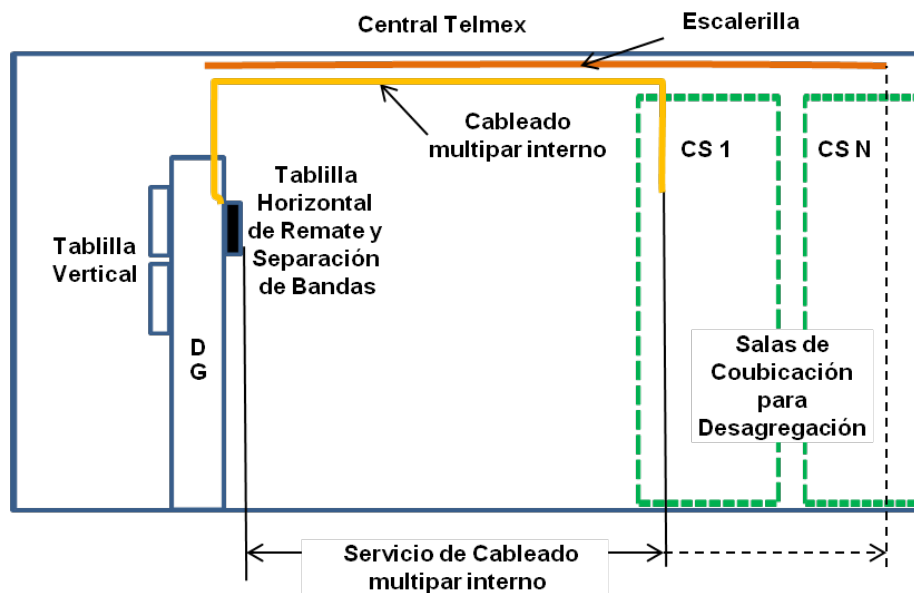 Central Telmex
Escalerilla
Cableado
multipar interno
CS 1
CS N
Tablilla
Horizontal
de Remate y
Separación
de Bandas
Tablilla
Vertical
D
G
Salas de
Coubicación
para
Desagregación
Servicio de Cableado
multipar interno